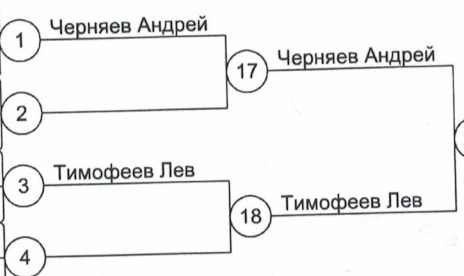 1 Черняев Андрей
17 Черняев Андрей
2
3 Тимофеев Лев
18 Тимофеев Лев
4